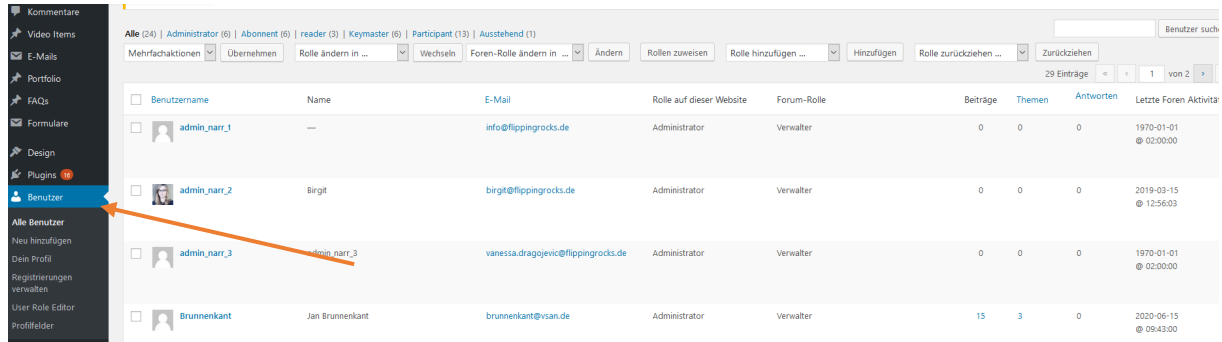 Kommentare
Video Items
E-Mails
Portfolio
FAQs
Formulare
Design
Plugins 16
Benutzer
Alle Benutzer
Neu hinzufügen
Dein Profil
Registrierungen
verwalten
User Role Editor
Profilfelder
Alle (24) | Administrator (6) | Abonnent (6) | reader (3) | Keymaster (6) | Participant (13) | Ausstehend (1)
Benutzer suche
Mehrfachaktionen Übernehmen Rolle ändern in ... Wechseln Foren-Rolle ändern in ... Ändern Rollen zuweisen Rolle hinzufügen ... Hinzufügen Rolle zurückziehen ... Zurückziehen
29 Einträge « ‹ 1 von 2 ›
Benutzername Name E-Mail Rolle auf dieser Website Forum-Rolle Beiträge Themen Antworten Letzte Foren Aktivität
admin_narr_1 — info@flippingrocks.de Administrator Verwalter 0 0 0 1970-01-01
@ 02:00:00
admin_narr_2 Birgit birgit@flippingrocks.de Administrator Verwalter 0 0 0 2019-03-15
@ 12:56:03
admin_narr_3 admin_narr_3 vanessa.dragojevic@flippingrocks.de Administrator Verwalter 0 0 0 1970-01-01
@ 02:00:00
Brunnenkant Jan Brunnenkant brunnenkant@vsan.de Administrator Verwalter 15 3 0 2020-06-15
@ 09:43:00